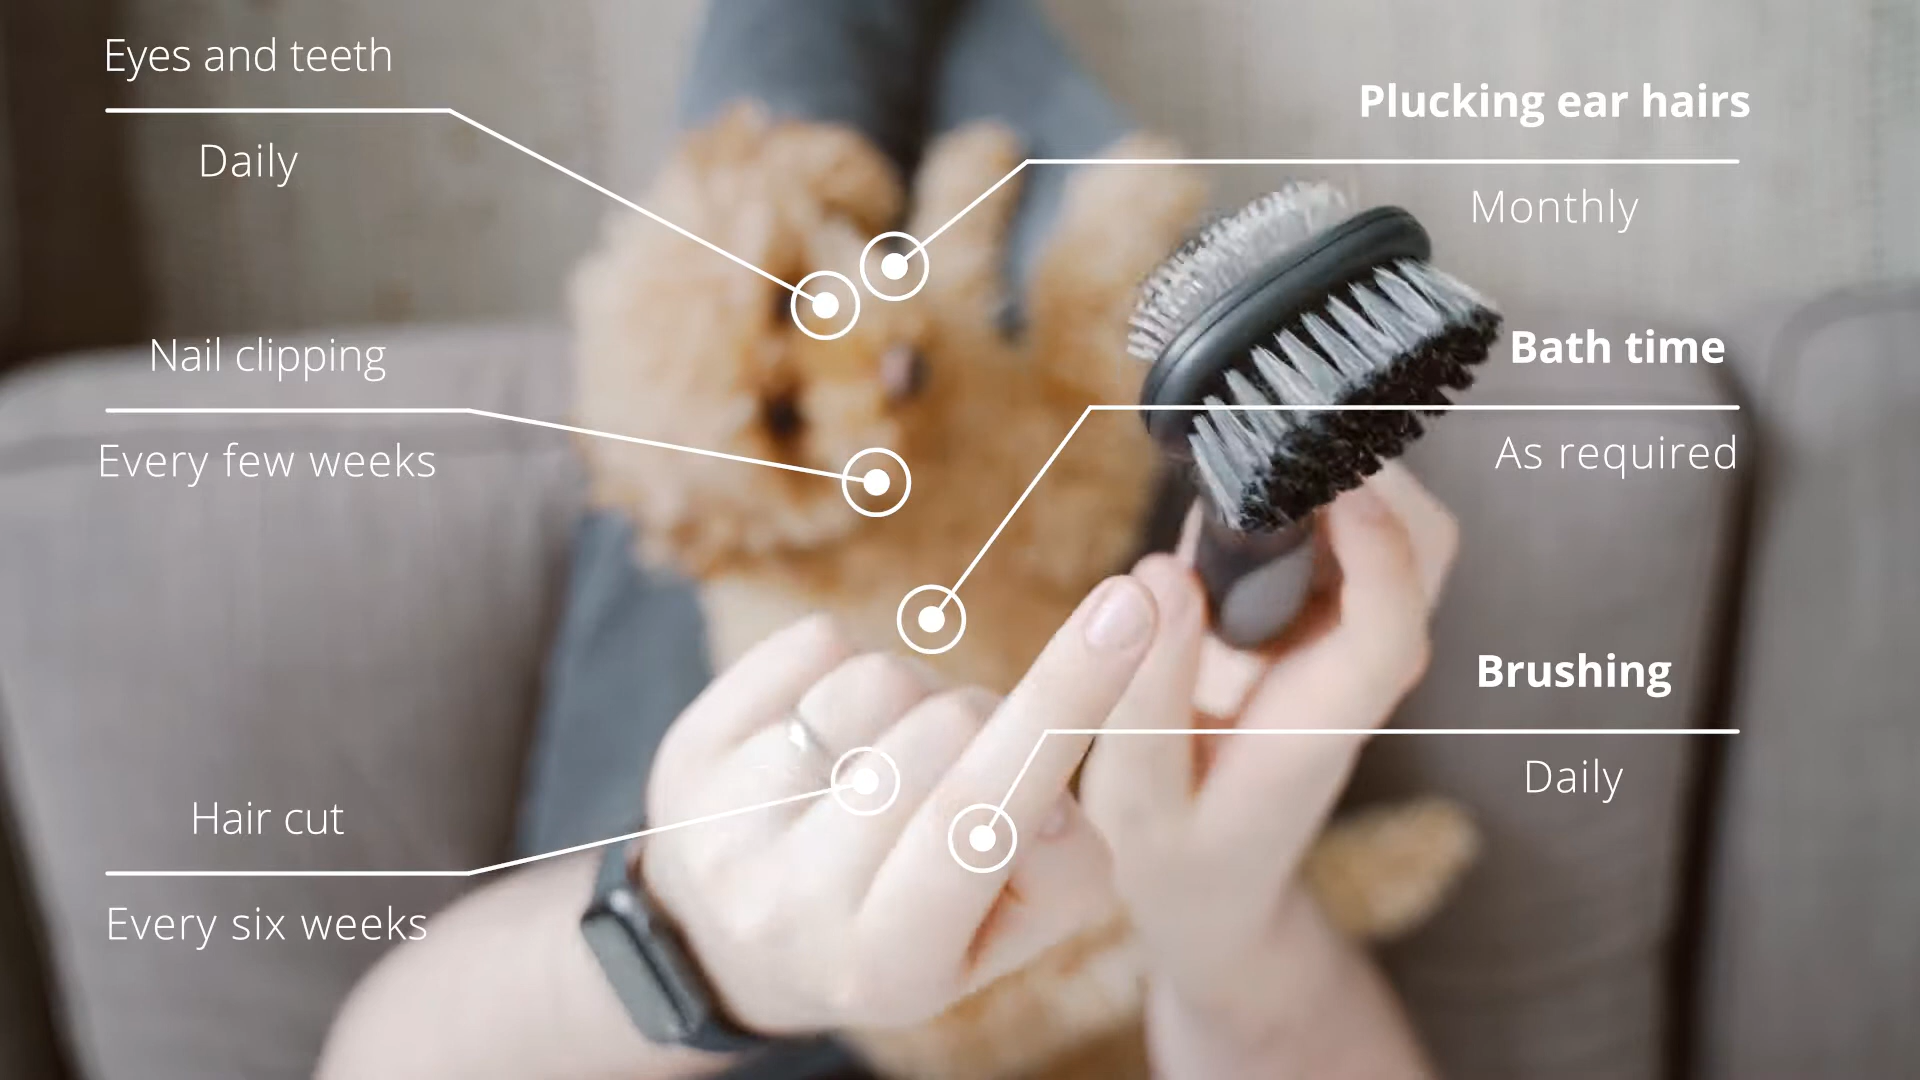 Eyes and teeth
Daily
Nail clipping
Every few weeks
Hair cut
Every six weeks
Plucking ear hairs
Monthly
Bath time
As required
Brushing
Daily